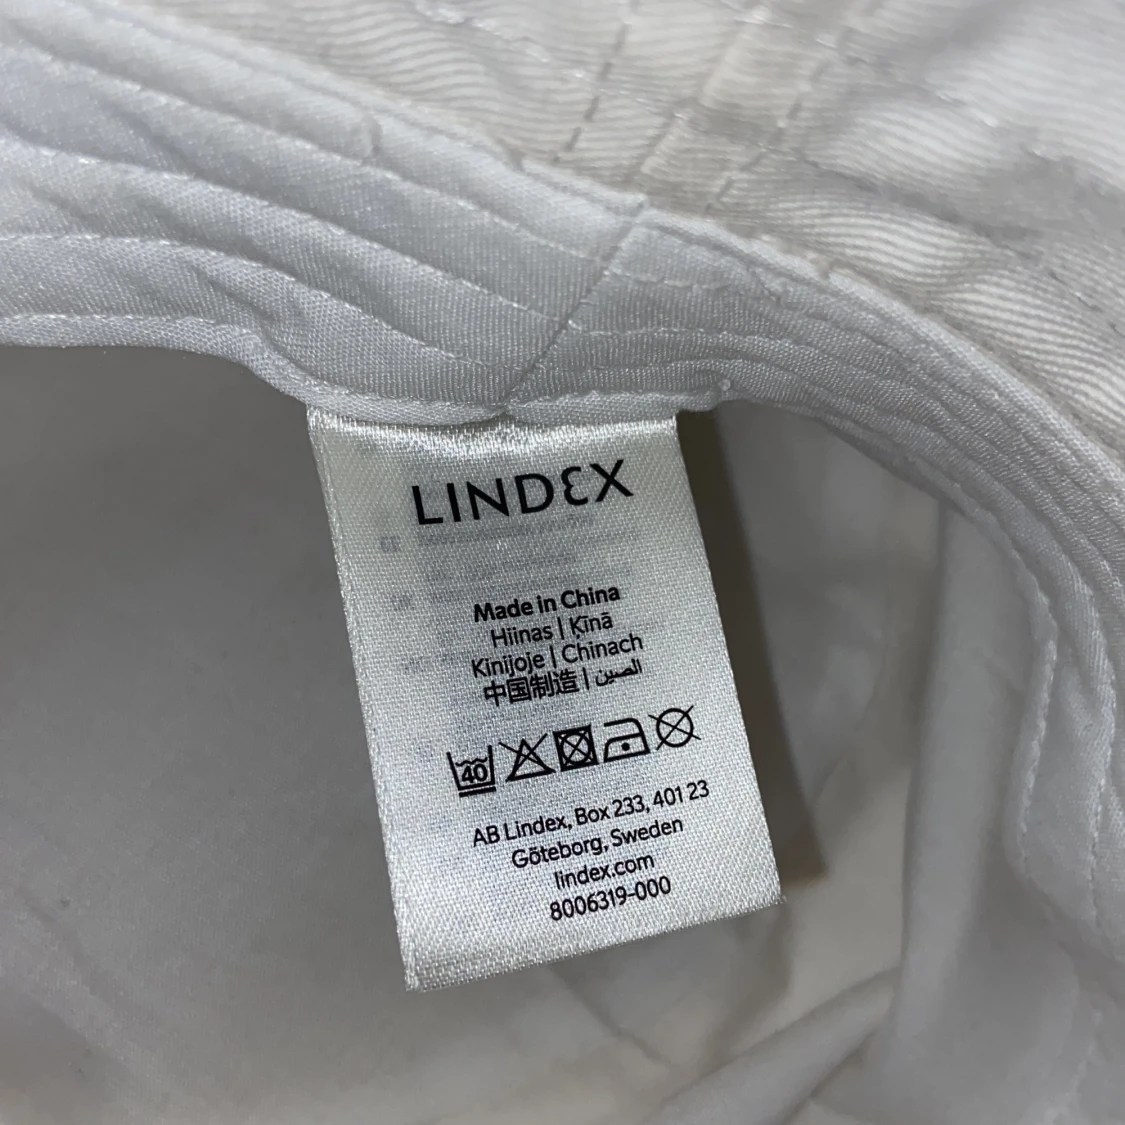 LINDEX
Made in China
Hiinas | Ķīnā
Kinijoje | Chinach
中国制造 | الصين
40
AB Lindex, Box 233, 401 23
Göteborg, Sweden
lindex.com
8006319-000